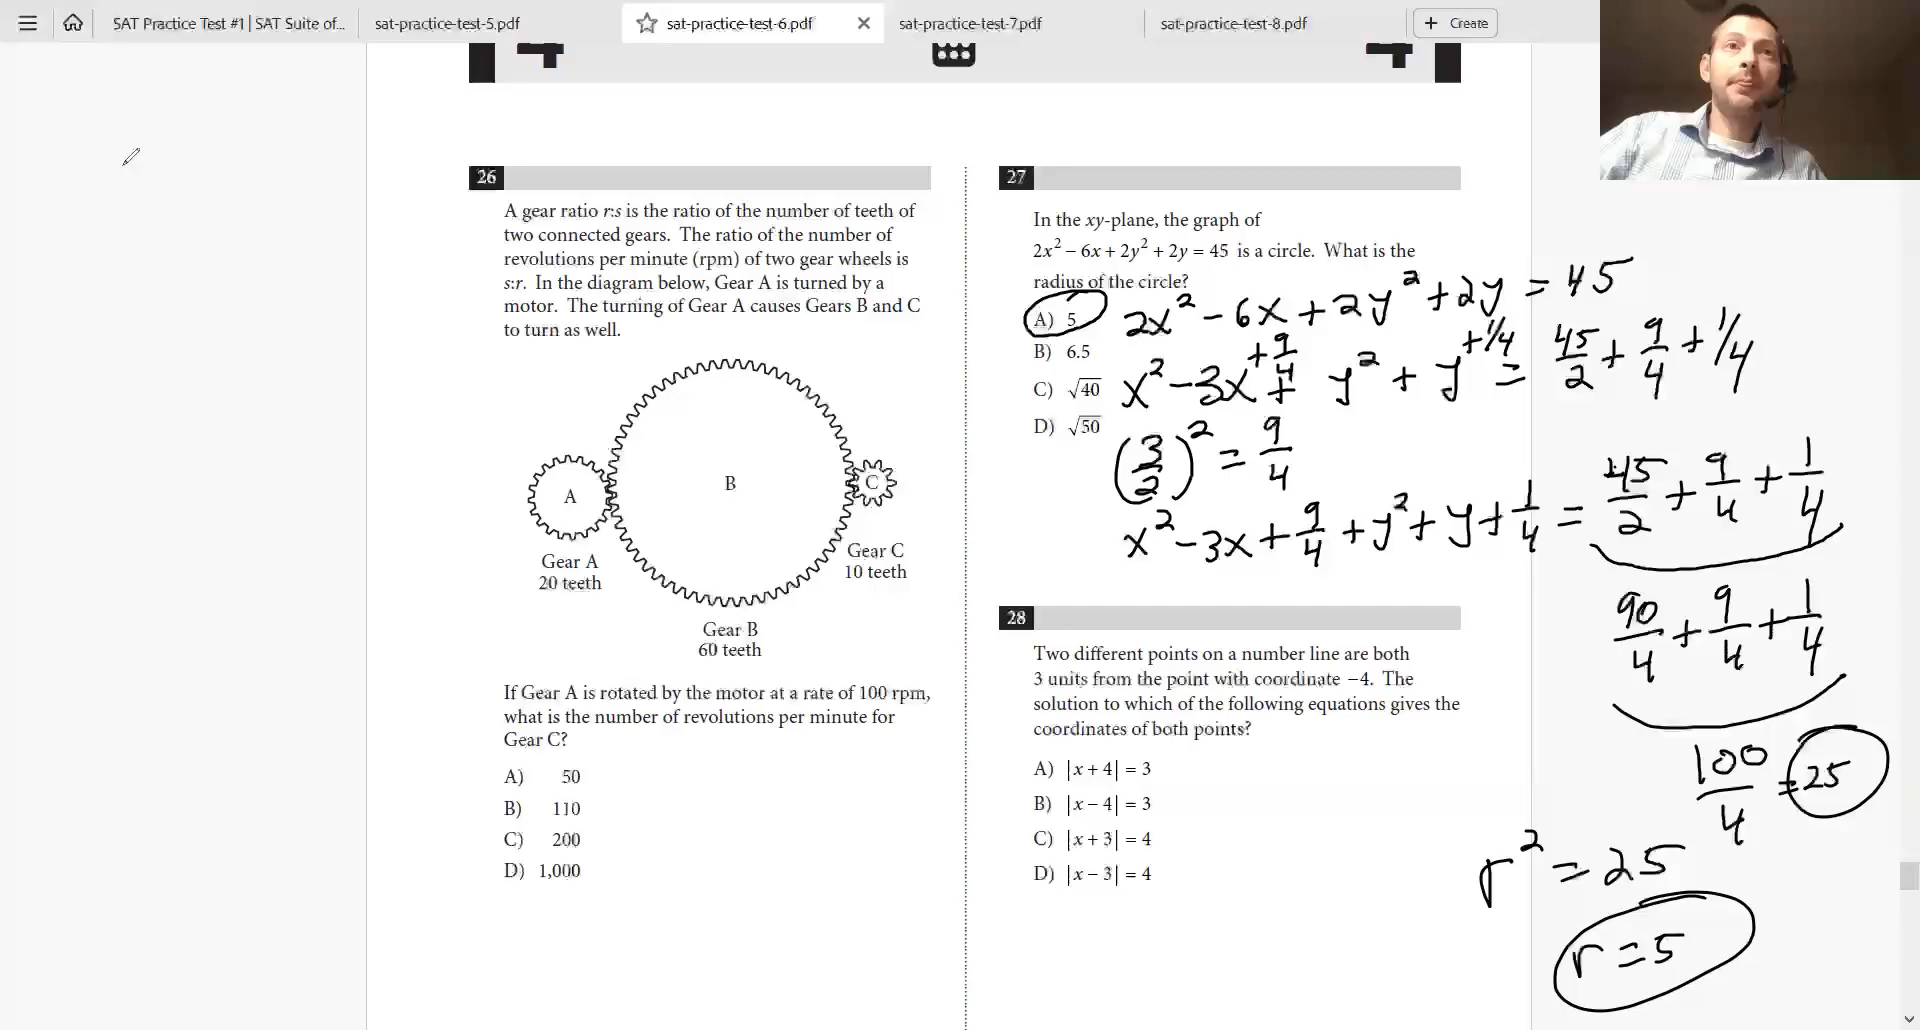 SAT Practice Test #1 | SAT Suite of...
sat-practice-test-5.pdf
sat-practice-test-6.pdf
sat-practice-test-7.pdf
sat-practice-test-8.pdf
+ Create
4
4
26
A gear ratio r:s is the ratio of the number of teeth of
two connected gears. The ratio of the number of
revolutions per minute (rpm) of two gear wheels is
s:r. In the diagram below, Gear A is turned by a
motor. The turning of Gear A causes Gears B and C
to turn as well.
A
B
C
Gear A
20 teeth
Gear C
10 teeth
Gear B
60 teeth
If Gear A is rotated by the motor at a rate of 100 rpm,
what is the number of revolutions per minute for
Gear C?
A) 50
B) 110
C) 200
D) 1,000
27
In the xy-plane, the graph of
2x² − 6x + 2y² + 2y = 45 is a circle. What is the
radius of the circle?
A) 5
B) 6.5
C) √40
D) √50
2x² - 6x + 2y² + 2y = 45
x² - 3x + 9/4 + y² + y + 1/4 = 45/2 + 9/4 + 1/4
(3/2)² = 9/4
x² - 3x + 9/4 + y² + y + 1/4 = 45/2 + 9/4 + 1/4
90/4 + 9/4 + 1/4
100/4 = 25
r² = 25
r = 5
28
Two different points on a number line are both
3 units from the point with coordinate −4. The
solution to which of the following equations gives the
coordinates of both points?
A) |x + 4| = 3
B) |x − 4| = 3
C) |x + 3| = 4
D) |x − 3| = 4